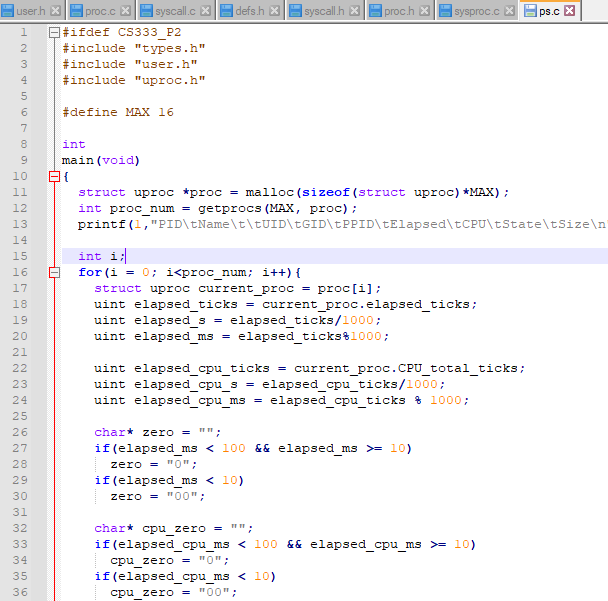 user.h proc.c syscall.c defs.h syscall.h proc.h sysproc.c ps.c
1 #ifdef CS333_P2
2 #include "types.h"
3 #include "user.h"
4 #include "uproc.h"
5
6 #define MAX 16
7
8 int
9 main(void)
10 {
11 struct uproc *proc = malloc(sizeof(struct uproc)*MAX);
12 int proc_num = getprocs(MAX, proc);
13 printf(1,"PID\tName\t\tUID\tGID\tPPID\tElapsed\tCPU\tState\tSize\n
14
15 int i;
16 for(i = 0; i<proc_num; i++){
17 struct uproc current_proc = proc[i];
18 uint elapsed_ticks = current_proc.elapsed_ticks;
19 uint elapsed_s = elapsed_ticks/1000;
20 uint elapsed_ms = elapsed_ticks%1000;
21
22 uint elapsed_cpu_ticks = current_proc.CPU_total_ticks;
23 uint elapsed_cpu_s = elapsed_cpu_ticks/1000;
24 uint elapsed_cpu_ms = elapsed_cpu_ticks % 1000;
25
26 char* zero = "";
27 if(elapsed_ms < 100 && elapsed_ms >= 10)
28 zero = "0";
29 if(elapsed_ms < 10)
30 zero = "00";
31
32 char* cpu_zero = "";
33 if(elapsed_cpu_ms < 100 && elapsed_cpu_ms >= 10)
34 cpu_zero = "0";
35 if(elapsed_cpu_ms < 10)
36 cpu_zero = "00";